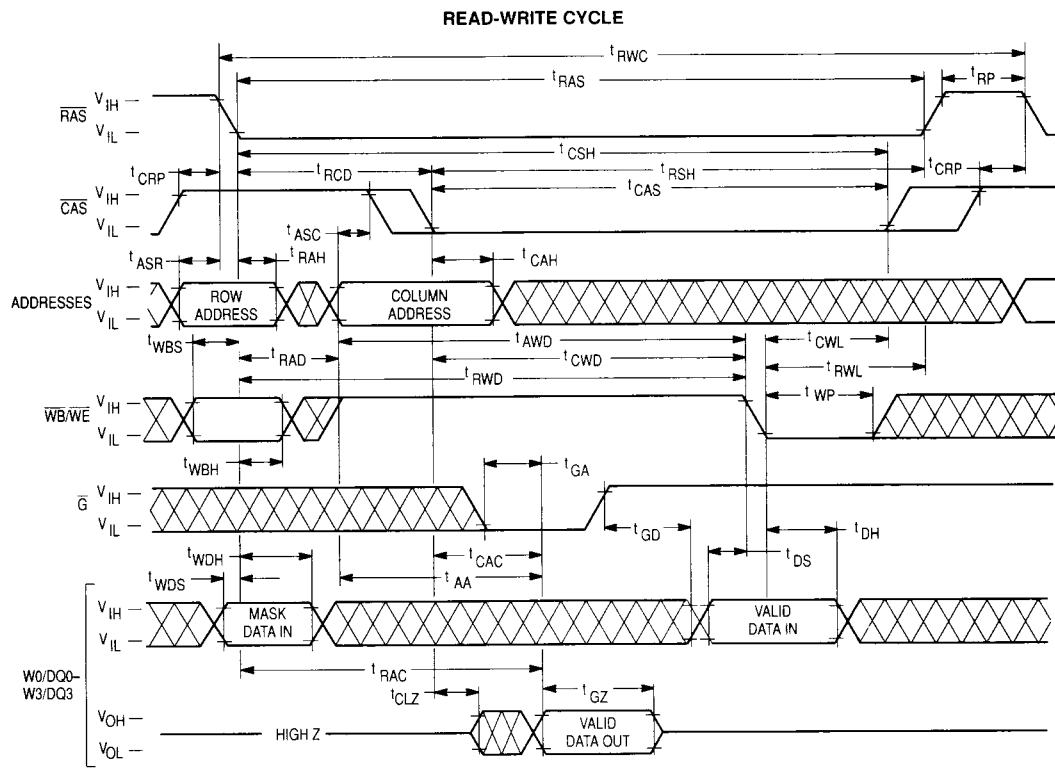 READ-WRITE CYCLE
tRWC
tRAS
tRP
RAS
VIH
VIL
tCSH
tCRP
tRCD
tRSH
tCRP
tCAS
CAS
VIH
VIL
tASC
tASR
tRAH
tCAH
ADDRESSES
VIH
VIL
ROW ADDRESS
COLUMN ADDRESS
tWBS
tRAD
tAWD
tCWD
tRWD
tCWL
tRWL
tWP
WB/WE
VIH
VIL
tWBH
tGA
G
VIH
VIL
tGD
tDH
tDS
tWDH
tCAC
tAA
tWDS
VIH
VIL
MASK DATA IN
VALID DATA IN
W0/DQ0–
W3/DQ3
tRAC
tCLZ
tGZ
VOH
VOL
HIGH Z
VALID DATA OUT